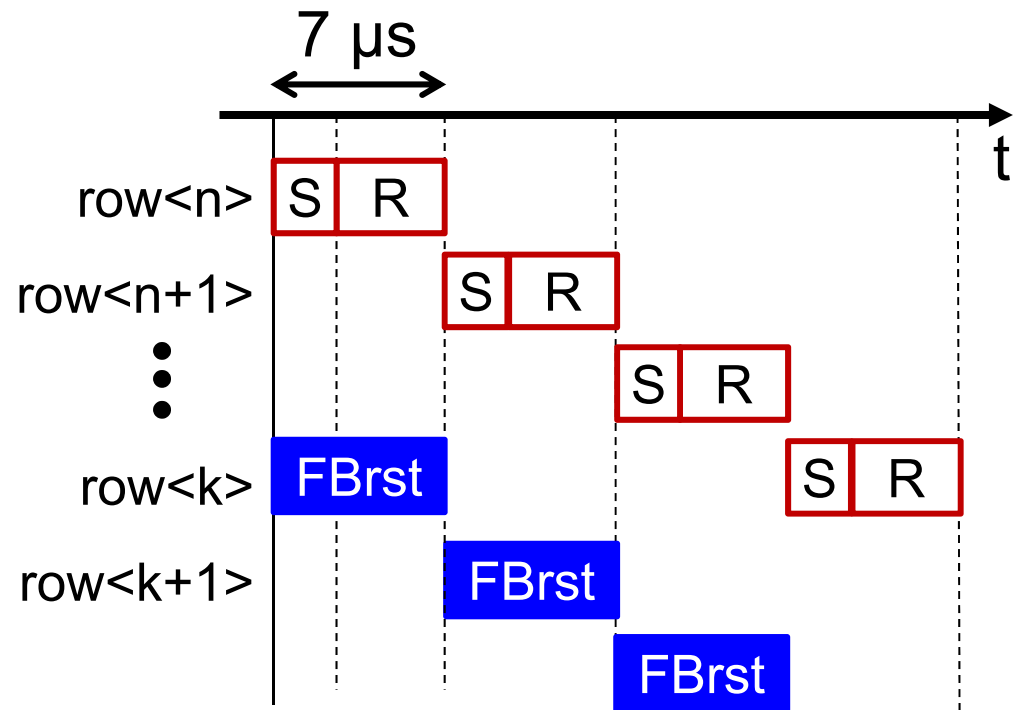 7 µs
t
row<n> S R
row<n+1> S R
S R
row<k> FBrst S R
row<k+1> FBrst
FBrst